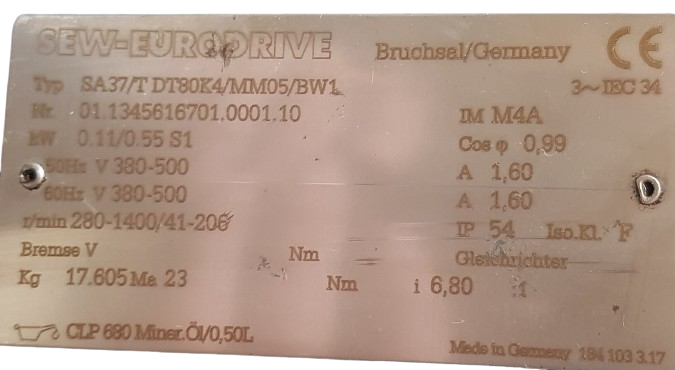 SEW-EURODRIVE Bruchsal/Germany CE
Typ SA37/T DT80K4/MM05/BW1 3~IEC 34
Nr. 01.1345616701.0001.10 IM M4A
kW 0.11/0.55 S1 Cos φ 0,99
50Hz V 380-500 A 1,60
60Hz V 380-500 A 1,60
r/min 280-1400/41-206 IP 54 Iso.Kl. F
Bremse V Nm Gleichrichter
Kg 17.605 Ma 23 Nm i 6,80 :1
CLP 680 Miner.Öl/0,50L
Made in Germany 184 103 3.17